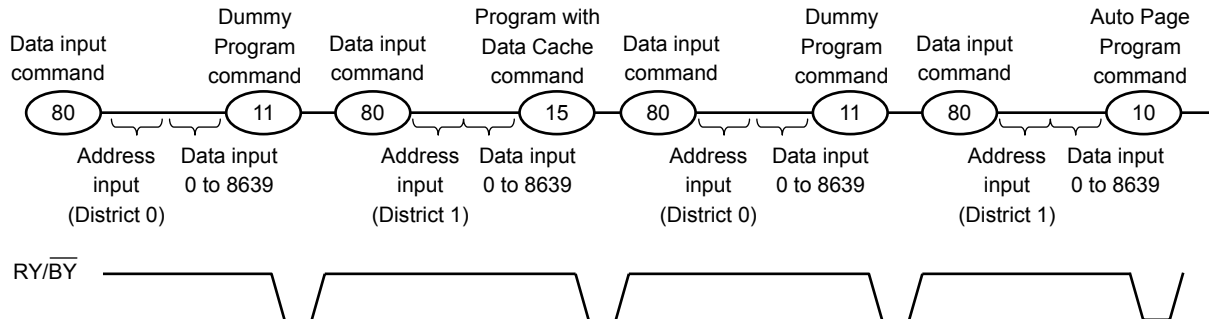 Data input
command
Dummy
Program
command
Data input
command
Program with
Data Cache
command
Data input
command
Dummy
Program
command
Data input
command
Auto Page
Program
command
80
11
80
15
80
11
80
10
Address
input
(District 0)
Data input
0 to 8639
Address
input
(District 1)
Data input
0 to 8639
Address
input
(District 0)
Data input
0 to 8639
Address
input
(District 1)
Data input
0 to 8639
RY/B̅Y̅